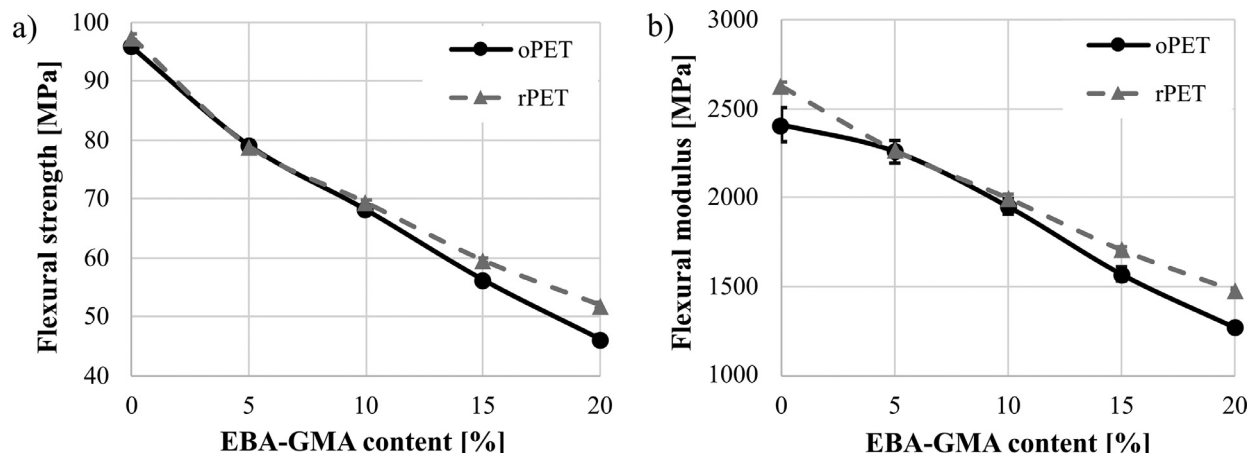 a)
Flexural strength [MPa]
100
90
80
70
60
50
40
0 5 10 15 20
EBA-GMA content [%]
oPET
rPET
b)
Flexural modulus [MPa]
3000
2500
2000
1500
1000
0 5 10 15 20
EBA-GMA content [%]
oPET
rPET